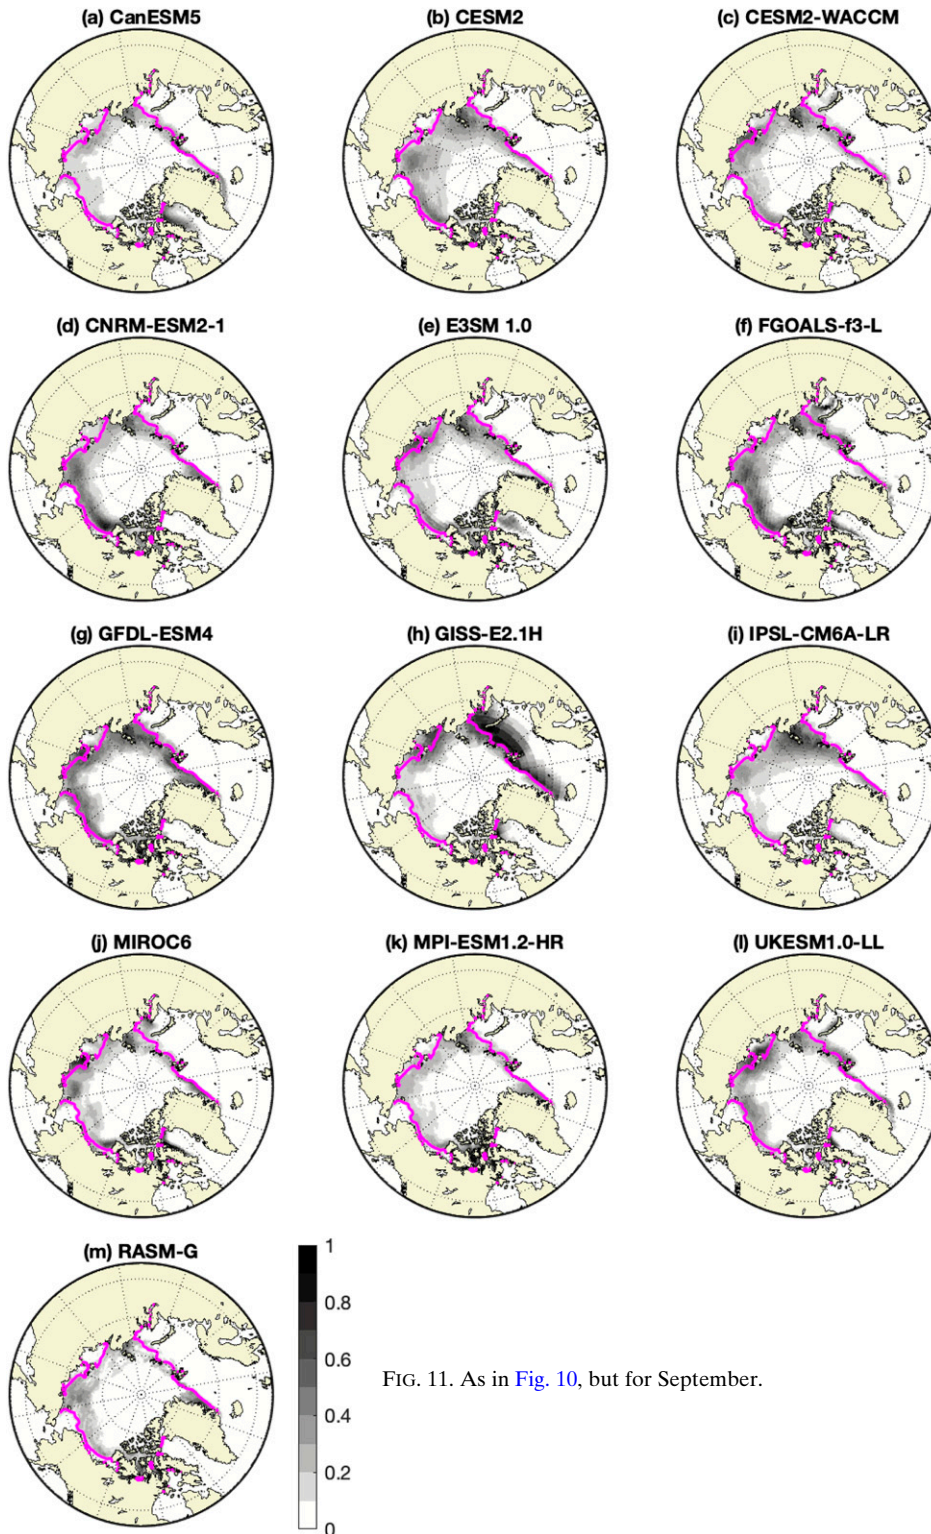 (a) CanESM5
(b) CESM2
(c) CESM2-WACCM
(d) CNRM-ESM2-1
(e) E3SM 1.0
(f) FGOALS-f3-L
(g) GFDL-ESM4
(h) GISS-E2.1H
(i) IPSL-CM6A-LR
(j) MIROC6
(k) MPI-ESM1.2-HR
(l) UKESM1.0-LL
(m) RASM-G
1
0.8
0.6
0.4
0.2
0
FIG. 11. As in Fig. 10, but for September.